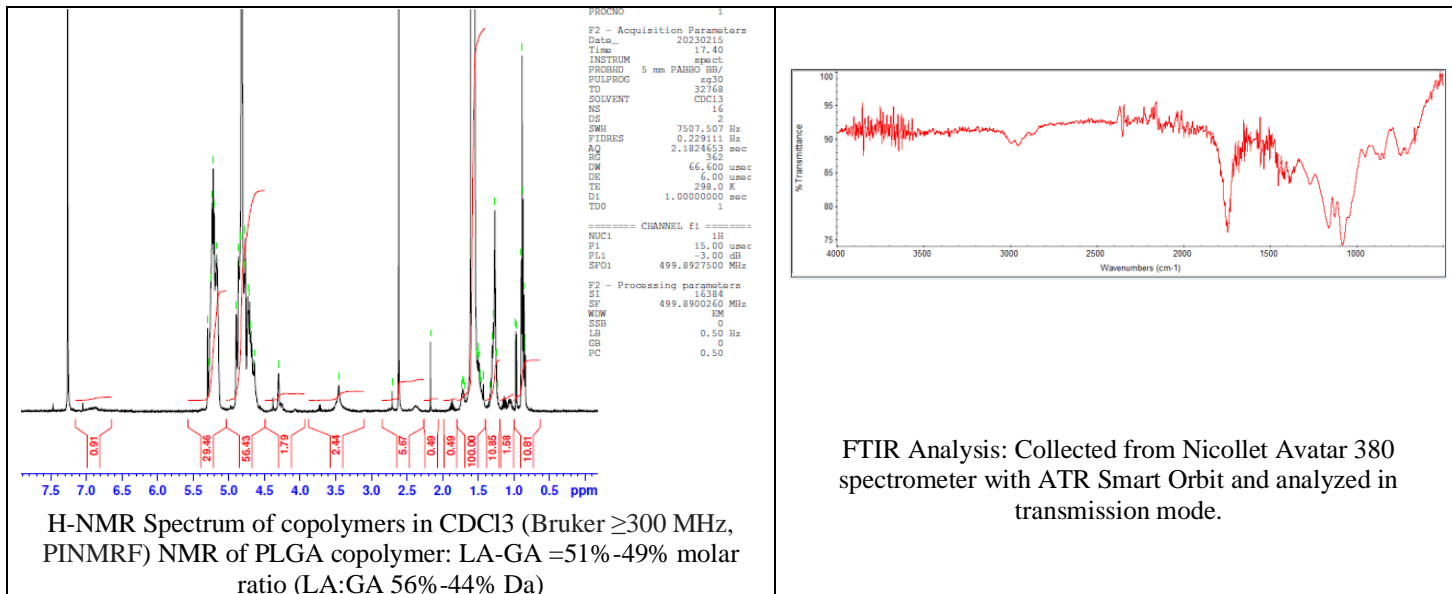 PROCNO 1
F2 - Acquisition Parameters
Date_ 20230215
Time 17.40
INSTRUM spect
PROBHD 5 mm PABBO BB/
PULPROG zg30
TD 32768
SOLVENT CDCl3
NS 16
DS 2
SWH 7507.507 Hz
FIDRES 0.229111 Hz
AQ 2.1824653 sec
RG 362
DW 66.600 usec
DE 6.00 usec
TE 298.0 K
D1 1.00000000 sec
TD0 1
======== CHANNEL f1 ========
NUC1 1H
P1 15.00 usec
PL1 -3.00 dB
SFO1 499.8927500 MHz
F2 - Processing parameters
SI 16384
SF 499.8900260 MHz
WDW EM
SSB 0
LB 0.50 Hz
GB 0
PC 0.50
0.91 29.46 56.43 1.79 2.44 5.67 0.49 0.49 100.00 10.85 1.58 10.81
7.5 7.0 6.5 6.0 5.5 5.0 4.5 4.0 3.5 3.0 2.5 2.0 1.5 1.0 0.5 ppm
H-NMR Spectrum of copolymers in CDCl3 (Bruker ≥300 MHz,
PINMRF) NMR of PLGA copolymer: LA-GA =51%-49% molar
ratio (LA:GA 56%-44% Da)
100
95
90
85
80
75
%Transmittance
4000 3500 3000 2500 2000 1500 1000
Wavenumbers (cm-1)
FTIR Analysis: Collected from Nicollet Avatar 380
spectrometer with ATR Smart Orbit and analyzed in
transmission mode.